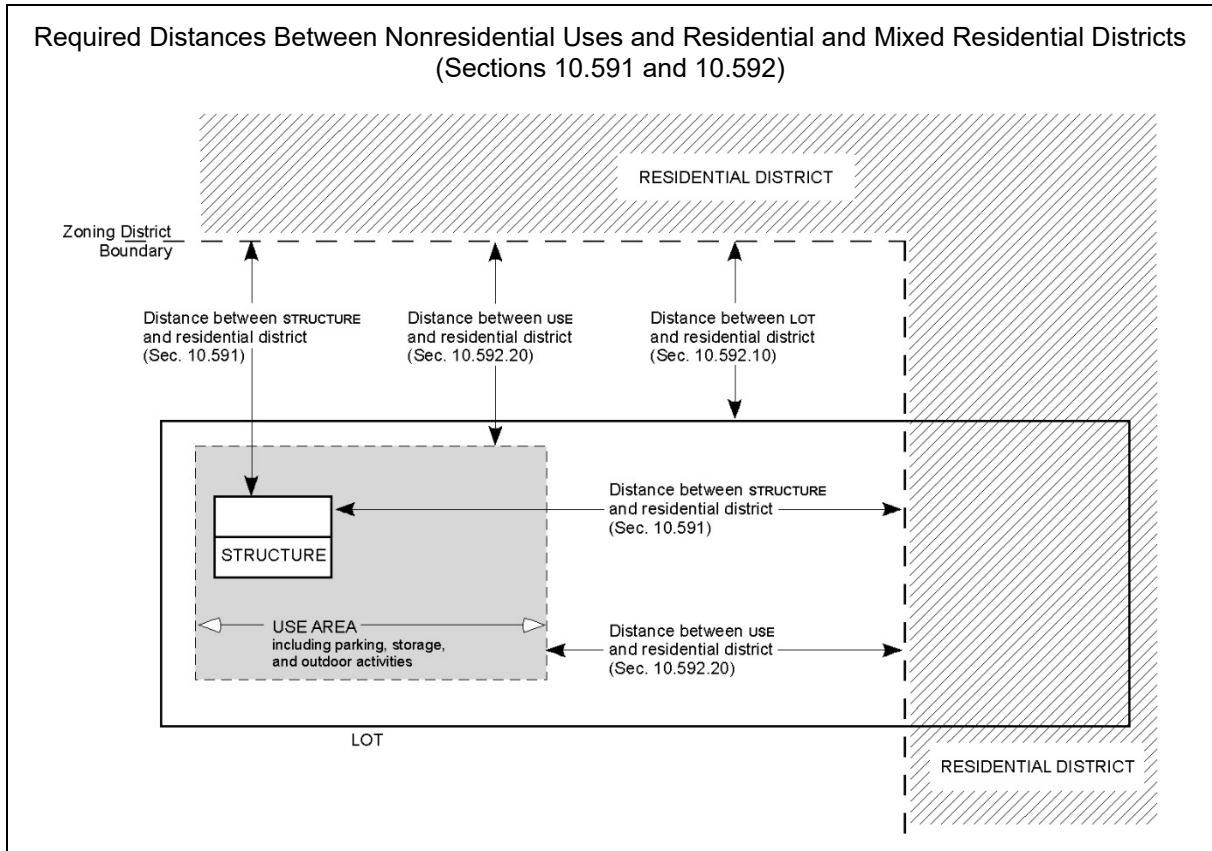 Required Distances Between Nonresidential Uses and Residential and Mixed Residential Districts
(Sections 10.591 and 10.592)
RESIDENTIAL DISTRICT
Zoning District
Boundary
Distance between STRUCTURE
and residential district
(Sec. 10.591)
Distance between USE
and residential district
(Sec. 10.592.20)
Distance between LOT
and residential district
(Sec. 10.592.10)
Distance between STRUCTURE
and residential district
(Sec. 10.591)
STRUCTURE
USE AREA
including parking, storage,
and outdoor activities
Distance between USE
and residential district
(Sec. 10.592.20)
LOT
RESIDENTIAL DISTRICT